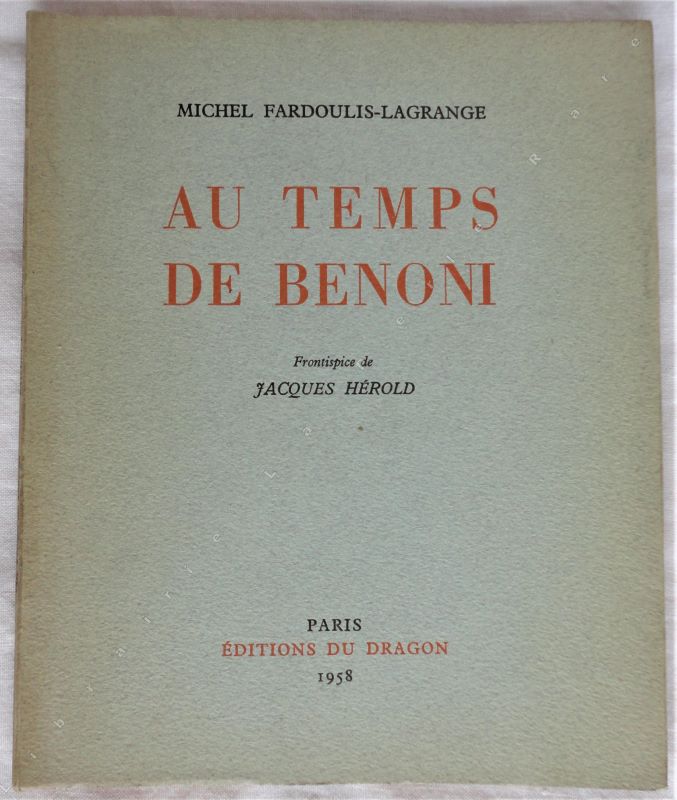 MICHEL FARDOULIS-LAGRANGE
AU TEMPS
DE BENONI
Frontispice de
JACQUES HÉROLD
PARIS
ÉDITIONS DU DRAGON
1958